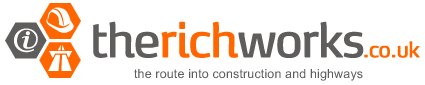 therichworks.co.uk
the route into construction and highways